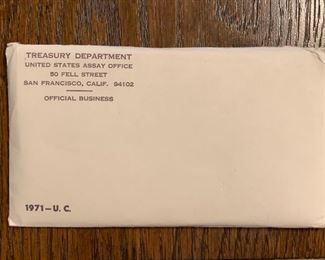 TREASURY DEPARTMENT
UNITED STATES ASSAY OFFICE
50 FELL STREET
SAN FRANCISCO, CALIF. 94102
OFFICIAL BUSINESS
1971—U. C.